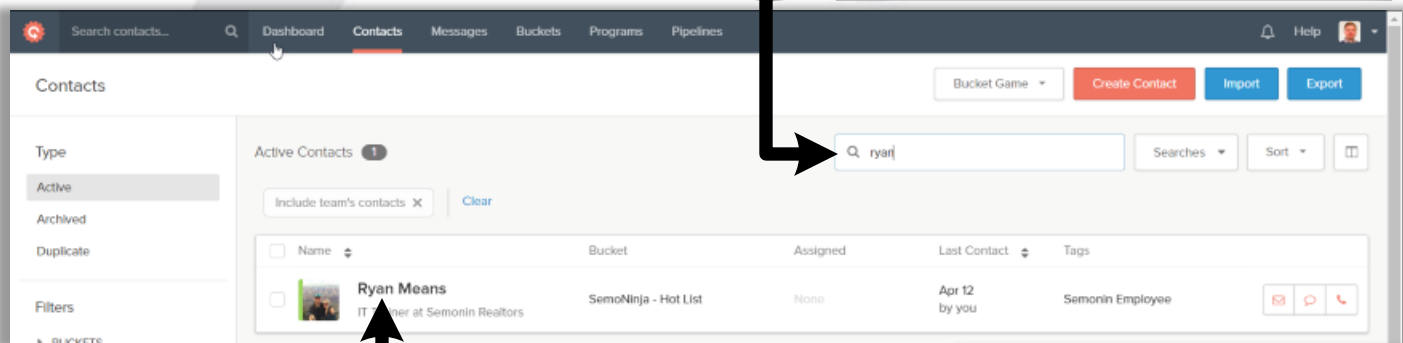 Search contacts... Dashboard Contacts Messages Buckets Programs Pipelines Help
Contacts Bucket Game Create Contact Import Export
Type Active Contacts 1 ryan Searches Sort
Active
Include team's contacts X Clear
Archived
Duplicate Name Bucket Assigned Last Contact Tags
Ryan Means
SemoNinja - Hot List None Apr 12 by you Semonin Employee
IT at Semonin Realtors
Filters
BUCKETS